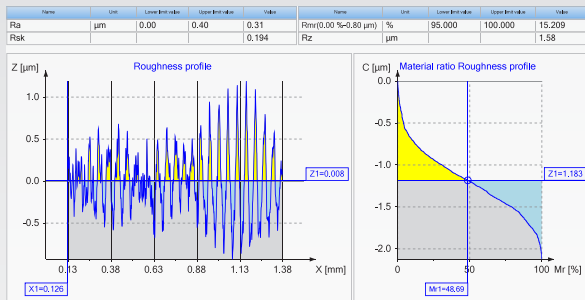 Name Unit Lower limit value Upper limit value Value Name Unit Lower limit value Upper limit value Value
Ra µm 0.00 0.40 0.31 Rmr(0.00 %-0.80 µm) % 95.000 100.000 15.209
Rsk 0.194 Rz µm 1.58
Z [µm] Roughness profile
C [µm] Material ratio Roughness profile
1.0
0.5
0.0
-0.5
Z1=0.008
0.13 0.38 0.63 0.88 1.13 1.38 X [mm]
X1=0.126
0.0
-1.0
-1.5
-2.0
Z1=1,183
0 50 100 Mr [%]
Mr1=48,69